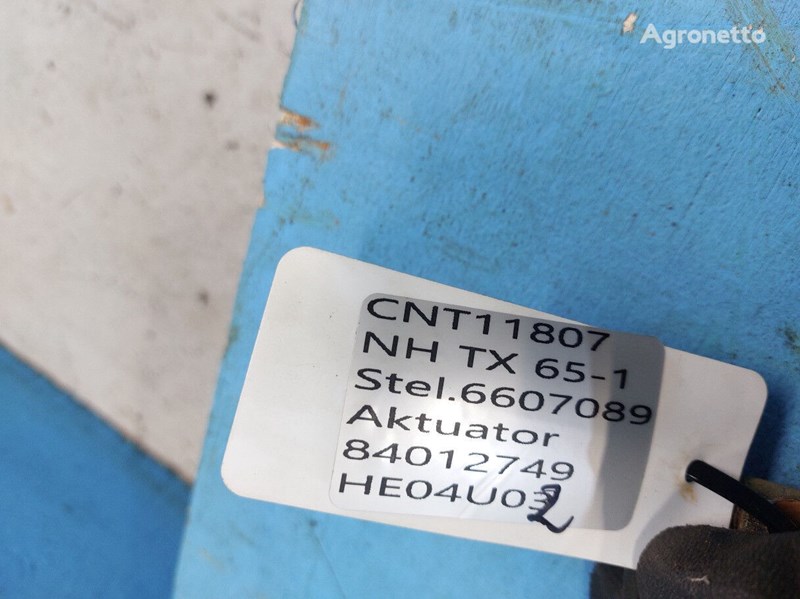 Agronetto
CNT11807
NH TX 65-1
Stel.6607089
Aktuator
84012749
HE04U02